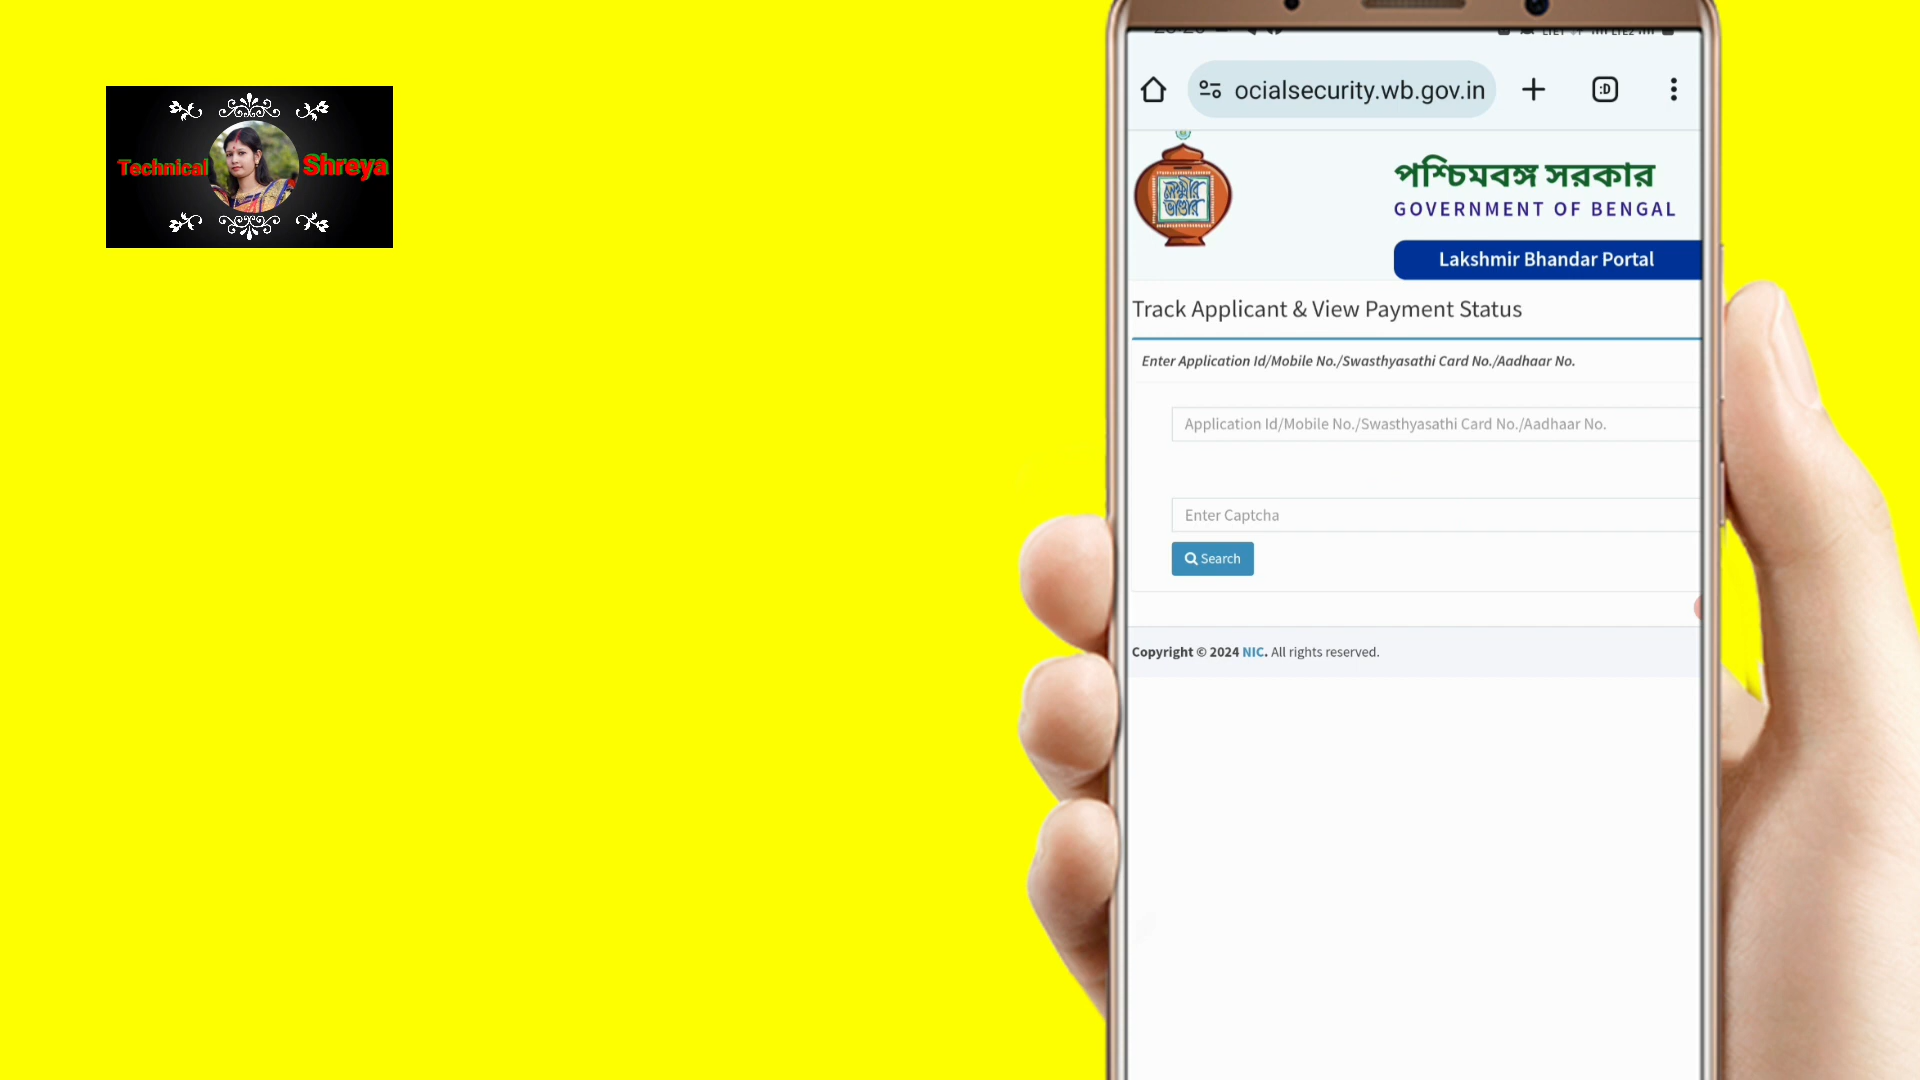 Technical Shreya
ocialsecurity.wb.gov.in
:D
লক্ষ্মীর
ভাণ্ডার
পশ্চিমবঙ্গ সরকার
GOVERNMENT OF BENGAL
Lakshmir Bhandar Portal
Track Applicant & View Payment Status
Enter Application Id/Mobile No./Swasthyasathi Card No./Aadhaar No.
Application Id/Mobile No./Swasthyasathi Card No./Aadhaar No.
Enter Captcha
Search
Copyright © 2024 NIC. All rights reserved.